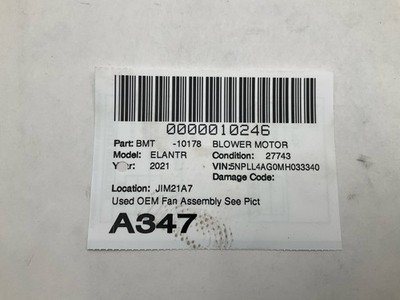 0000010246
Part: BMT -10178 BLOWER MOTOR
Model: ELANTR Condition: 27743
Year: 2021 VIN:5NPLL4AG0MH033340
Damage Code:
Location: JIM21A7
Used OEM Fan Assembly See Pict
A347